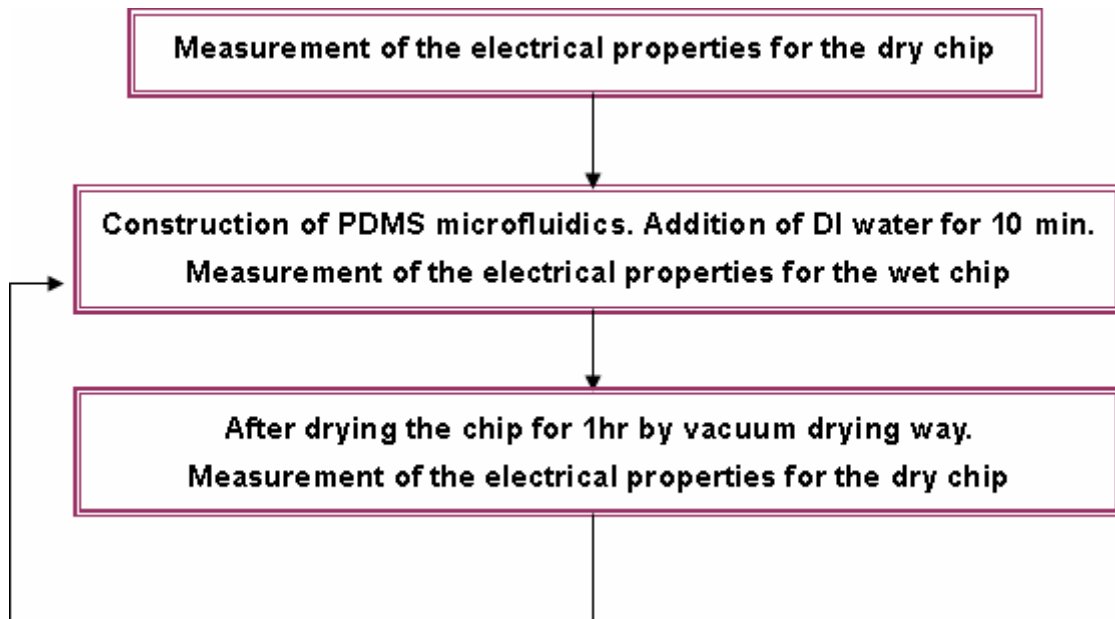 Measurement of the electrical properties for the dry chip
Construction of PDMS microfluidics. Addition of DI water for 10 min.
Measurement of the electrical properties for the wet chip
After drying the chip for 1hr by vacuum drying way.
Measurement of the electrical properties for the dry chip